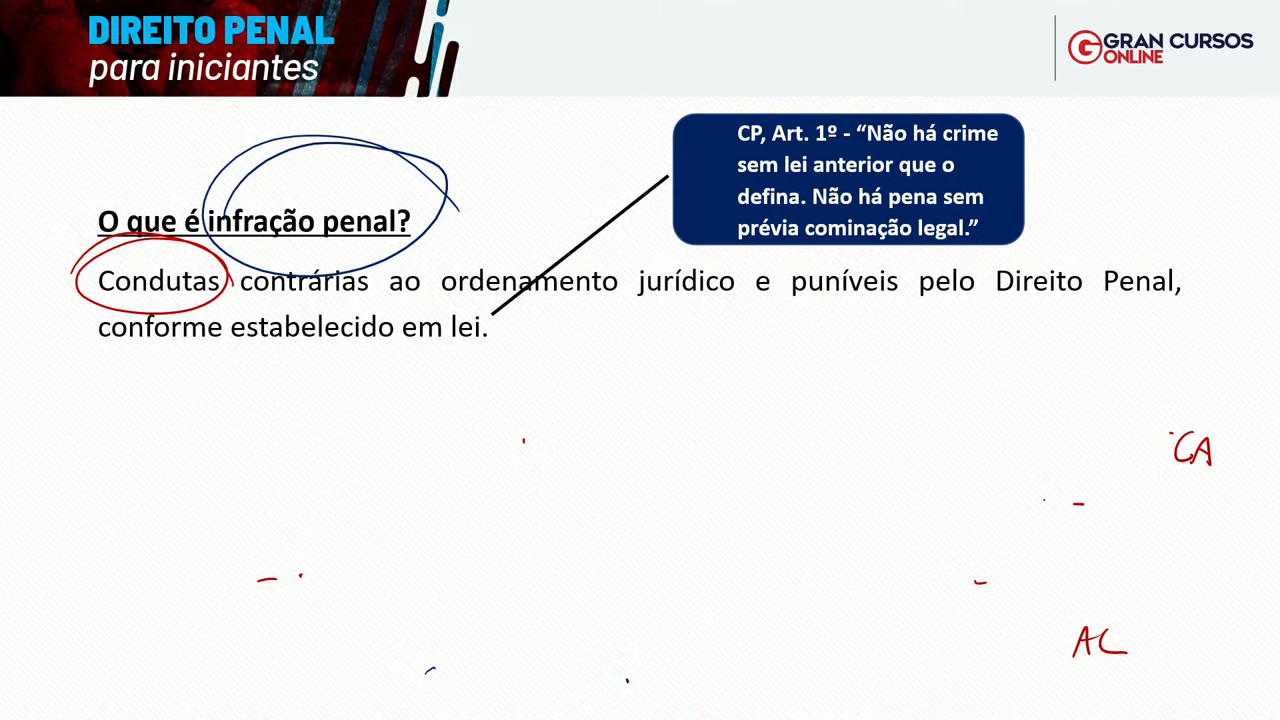 DIREITO PENAL
para iniciantes
GRAN CURSOS
ONLINE
CP, Art. 1º - “Não há crime
sem lei anterior que o
defina. Não há pena sem
prévia cominação legal.”
O que é infração penal?
Condutas contrárias ao ordenamento jurídico e puníveis pelo Direito Penal,
conforme estabelecido em lei.
CA
AC